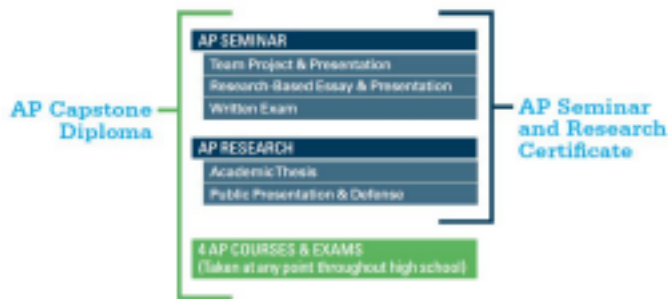 AP Capstone
Diploma
AP SEMINAR
Team Project & Presentation
Research-Based Essay & Presentation
Written Exam
AP RESEARCH
Academic Thesis
Public Presentation & Defense
4 AP COURSES & EXAMS
(Taken at any point throughout high school)
AP Seminar
and Research
Certificate